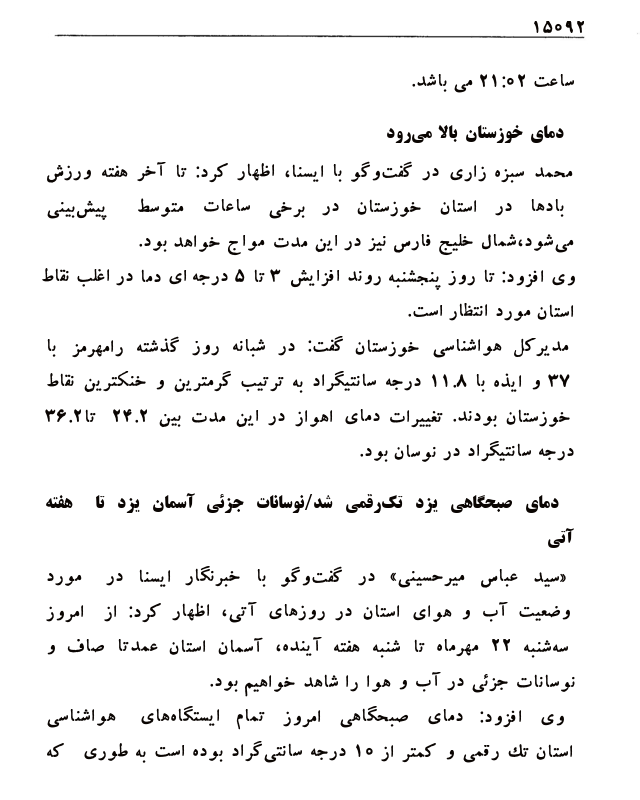 ۱۵۰۹۲
ساعت ۲۱:۰۲ می باشد.
دمای خوزستان بالا می‌رود
محمد سبزه زاری در گفت‌وگو با ایسنا، اظهار کرد: تا آخر هفته ورزش
بادها در استان خوزستان در برخی ساعات متوسط پیش‌بینی
می‌شود،شمال خلیج فارس نیز در این مدت مواج خواهد بود.
وی افزود: تا روز پنجشنبه روند افزایش ۳ تا ۵ درجه ای دما در اغلب نقاط
استان مورد انتظار است.
مدیرکل هواشناسی خوزستان گفت: در شبانه روز گذشته رامهرمز با
۳۷ و ایذه با ۱۱.۸ درجه سانتیگراد به ترتیب گرمترین و خنکترین نقاط
خوزستان بودند. تغییرات دمای اهواز در این مدت بین ۲۴.۲ تا۳۶.۲
درجه سانتیگراد در نوسان بود.
دمای صبحگاهی یزد تک‌رقمی شد/نوسانات جزئی آسمان یزد تا هفته
آتی
«سید عباس میرحسینی» در گفت‌وگو با خبرنگار ایسنا در مورد
وضعیت آب و هوای استان در روزهای آتی، اظهار کرد: از امروز
سه‌شنبه ۲۲ مهرماه تا شنبه هفته آینده، آسمان استان عمدتا صاف و
نوسانات جزئی در آب و هوا را شاهد خواهیم بود.
وی افزود: دمای صبحگاهی امروز تمام ایستگاه‌های هواشناسی
استان تك رقمی و کمتر از ۱۰ درجه سانتی‌گراد بوده است به طوری که